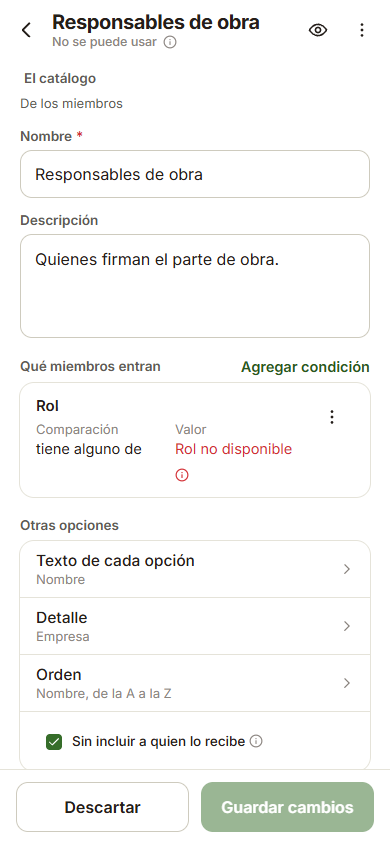 Responsables de obra
No se puede usar
El catálogo
De los miembros
Nombre *
Responsables de obra
Descripción
Quienes firman el parte de obra.
Qué miembros entran
Agregar condición
Rol
Comparación
Valor
tiene alguno de
Rol no disponible
Otras opciones
Texto de cada opción
Nombre
Detalle
Empresa
Orden
Nombre, de la A a la Z
Sin incluir a quien lo recibe
Descartar
Guardar cambios